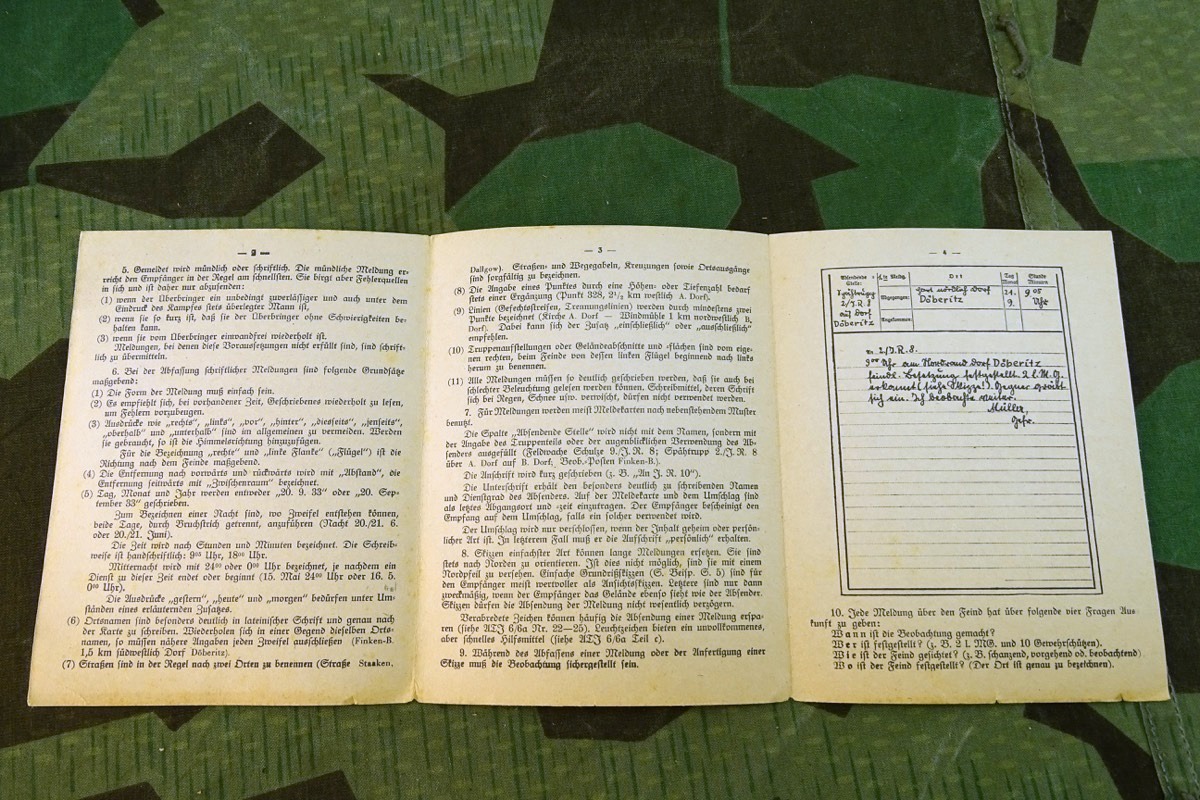 — 2 —
5. Gemeldet wird mündlich oder schriftlich. Die mündliche Meldung er-
reicht den Empfänger in der Regel am schnellsten. Sie birgt aber Fehlerquellen
in sich und ist daher nur abzusenden:
(1) wenn der Überbringer ein unbedingt zuverlässiger und auch unter dem
Eindruck des Kampfes stets überlegter Mann ist,
(2) wenn sie so kurz ist, daß sie der Überbringer ohne Schwierigkeiten be-
halten kann.
(3) wenn sie vom Überbringer einwandfrei wiederholt ist.
Meldungen, bei denen diese Voraussetzungen nicht erfüllt sind, sind schrift-
lich zu übermitteln.
6. Bei der Abfassung schriftlicher Meldungen sind folgende Grundsätze
maßgebend:
(1) Die Form der Meldung muß einfach sein.
(2) Es empfiehlt sich, bei vorhandener Zeit, Geschriebenes wiederholt zu lesen,
um Fehlern vorzubeugen.
(3) Ausdrücke wie „rechts", „links", „vor", „hinter", „diesseits", „jenseits",
„oberhalb" und „unterhalb" sind im allgemeinen zu vermeiden. Werden
sie gebraucht, so ist die Himmelsrichtung hinzuzufügen.
Für die Bezeichnung „rechte" und „linke Flanke" („Flügel") ist die
Richtung nach dem Feinde maßgebend.
(4) Die Entfernung nach vorwärts und rückwärts wird mit „Abstand", die
Entfernung seitwärts mit „Zwischenraum" bezeichnet.
(5) Tag, Monat und Jahr werden entweder „20. 9. 33" oder „20. Sep-
tember 33" geschrieben.
Zum Bezeichnen einer Nacht sind, wo Zweifel entstehen können,
beide Tage, durch Bruchstrich getrennt, anzuführen (Nacht 20./21. 6.
oder 20./21. Juni).
Die Zeit wird nach Stunden und Minuten bezeichnet. Die Schreib-
weise ist handschriftlich: 9⁰⁵ Uhr, 18⁰⁰ Uhr.
Mitternacht wird mit 24⁰⁰ oder 0⁰⁰ Uhr bezeichnet, je nachdem ein
Dienst zu dieser Zeit endet oder beginnt (15. Mai 24⁰⁰ Uhr oder 16. 5.
0⁰⁰ Uhr).
Die Ausdrücke „gestern", „heute" und „morgen" bedürfen unter Um-
ständen eines erläuternden Zusatzes.
(6) Ortsnamen sind besonders deutlich in lateinischer Schrift und genau nach
der Karte zu schreiben. Wiederholen sich in einer Gegend dieselben Orts-
namen, so müssen nähere Angaben jeden Zweifel ausschließen (Finken-B.
1,5 km südwestlich Dorf Döberitz).
(7) Straßen sind in der Regel nach zwei Orten zu benennen (Straße Staaken,
— 3 —
Dallgow). Straßen- und Wegegabeln, Kreuzungen sowie Ortsausgänge
sind sorgfältig zu bezeichnen.
(8) Die Angabe eines Punktes durch eine Höhen- oder Tiefenzahl bedarf
stets einer Ergänzung (Punkt 328, 2¹/₂ km westlich A. Dorf).
(9) Linien (Gefechtsstreifen, Trennungslinien) werden durch mindestens zwei
Punkte bezeichnet (Kirche A. Dorf — Windmühle 1 km nordwestlich B.
Dorf). Dabei kann sich der Zusatz „einschließlich" oder „ausschließlich"
empfehlen.
(10) Truppenaufstellungen oder Geländeabschnitte und -flächen sind vom eige-
nen rechten, beim Feinde von dessen linken Flügel beginnend nach links
herum zu benennen.
(11) Alle Meldungen müssen so deutlich geschrieben werden, daß sie auch bei
schlechter Beleuchtung gelesen werden können. Schreibmittel, deren Schrift
sich bei Regen, Schnee usw. verwischt, dürfen nicht verwendet werden.
7. Für Meldungen werden meist Meldekarten nach nebenstehendem Muster
benutzt.
Die Spalte „Absendende Stelle" wird nicht mit dem Namen, sondern mit
der Angabe des Truppenteils oder der augenblicklichen Verwendung des Ab-
senders ausgefüllt (Feldwache Schulze 9./J. R. 8; Spähtrupp 2./J. R. 8
über A. Dorf auf B. Dorf; Beob.-Posten Finken-B.).
Die Anschrift wird kurz geschrieben (z. B. „An J. R. 10").
Die Unterschrift erhält den besonders deutlich zu schreibenden Namen
und Dienstgrad des Absenders. Auf der Meldekarte und dem Umschlag sind
als letztes Abgangsort und -zeit einzutragen. Der Empfänger bescheinigt den
Empfang auf dem Umschlag, falls ein solcher verwendet wird.
Der Umschlag wird nur verschlossen, wenn der Inhalt geheim oder persön-
licher Art ist. In letzterem Fall muß er die Aufschrift „persönlich" erhalten.
8. Skizzen einfachster Art können lange Meldungen ersetzen. Sie sind
stets nach Norden zu orientieren. Ist dies nicht möglich, sind sie mit einem
Nordpfeil zu versehen. Einfache Grundrißskizzen (S. Beisp. S. 5) sind für
den Empfänger meist wertvoller als Ansichtsskizzen. Letztere sind nur dann
zweckmäßig, wenn der Empfänger das Gelände ebenso sieht wie der Absender.
Skizzen dürfen die Absendung der Meldung nicht wesentlich verzögern.
Verabredete Zeichen können häufig die Absendung einer Meldung erspa-
ren (siehe ATJ 6/6a Nr. 22—25). Leuchtzeichen bieten ein unvollkommenes,
aber schnelles Hilfsmittel (siehe ATJ 6/6a Teil c).
9. Während des Abfassens einer Meldung oder der Anfertigung einer
Skize muß die Beobachtung sichergestellt sein.
— 4 —
Absendende Stelle: Ort Tag Monat Stunde Minuten
Spähtrupp 2/J.R.8 auf Dorf Döberitz
Abgegangen: Döberitz 21. 9. 9⁰⁵ Uhr
Angekommen:
2/J.R.8.
9⁰⁰ Uhr am Nordrand Dorf Döberitz
feindl. Besetzung festgestellt. 2 l. M.G.
erkannt (siehe Skizze!). Gegner gräbt
sich ein. Ich beobachte weiter.
Müller,
Gefr.
10. Jede Meldung über den Feind hat über folgende vier Fragen Aus-
kunft zu geben:
Wann ist die Beobachtung gemacht?
Wer ist festgestellt? (z. B. 2 l. MG. und 10 Gewehrschützen).
Wie ist der Feind gesichtet? (z. B. schanzend, vorgehend od. beobachtend)
Wo ist der Feind festgestellt? (Der Ort ist genau zu bezeichnen).